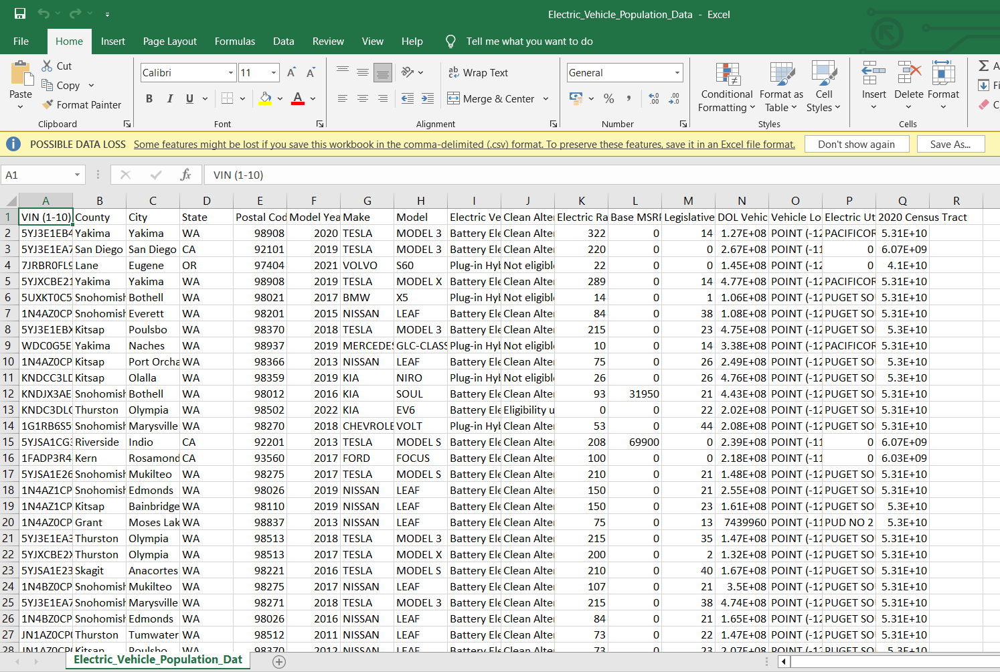 Electric_Vehicle_Population_Data - Excel
File Home Insert Page Layout Formulas Data Review View Help Tell me what you want to do
Paste
Cut
Copy
Format Painter
Clipboard
Calibri 11
B I U
Font
Wrap Text
Merge & Center
Alignment
General
Number
Conditional Formatting
Format as Table
Cell Styles
Styles
Insert Delete Format
Cells
POSSIBLE DATA LOSS Some features might be lost if you save this workbook in the comma-delimited (.csv) format. To preserve these features, save it in an Excel file format. Don't show again Save As...
A1 fx VIN (1-10)
A B C D E F G H I J K L M N O P Q R
1 VIN (1-10) County City State Postal Cod Model Yea Make Model Electric Ve Clean Alte Electric Ra Base MSRP Legislative DOL Vehic Vehicle Lo Electric Ut 2020 Census Tract
2 5YJ3E1EB4 Yakima Yakima WA 98908 2020 TESLA MODEL 3 Battery Ele Clean Alte 322 0 14 1.27E+08 POINT (-12 PACIFICOR 5.31E+10
3 5YJ3E1EA7 San Diego San Diego CA 92101 2019 TESLA MODEL 3 Battery Ele Clean Alte 220 0 0 2.67E+08 POINT (-11 0 6.07E+09
4 7JRBR0FL9 Lane Eugene OR 97404 2021 VOLVO S60 Plug-in Hyb Not eligibl 22 0 0 1.45E+08 POINT (-12 0 4.1E+10
5 5YJXCBE21 Yakima Yakima WA 98908 2019 TESLA MODEL X Battery Ele Clean Alte 289 0 14 4.77E+08 POINT (-12 PACIFICOR 5.31E+10
6 5UXKT0C5 Snohomish Bothell WA 98021 2017 BMW X5 Plug-in Hyb Not eligibl 14 0 1 1.06E+08 POINT (-12 PUGET SO 5.31E+10
7 1N4AZ0CP Snohomish Everett WA 98201 2015 NISSAN LEAF Battery Ele Clean Alte 84 0 38 1.08E+08 POINT (-12 PUGET SO 5.31E+10
8 5YJ3E1EBX Kitsap Poulsbo WA 98370 2018 TESLA MODEL 3 Battery Ele Clean Alte 215 0 23 4.75E+08 POINT (-12 PUGET SO 5.3E+10
9 WDC0G5E Yakima Naches WA 98937 2019 MERCEDES GLC-CLASS Plug-in Hyb Not eligibl 10 0 14 3.38E+08 POINT (-12 PACIFICOR 5.31E+10
10 1N4AZ0CP Kitsap Port Orcha WA 98366 2013 NISSAN LEAF Battery Ele Clean Alte 75 0 26 2.49E+08 POINT (-12 PUGET SO 5.3E+10
11 KNDCC3LD Kitsap Olalla WA 98359 2019 KIA NIRO Plug-in Hyb Not eligibl 26 0 26 4.76E+08 POINT (-12 PUGET SO 5.3E+10
12 KNDJX3AE Snohomish Bothell WA 98012 2016 KIA SOUL Battery Ele Clean Alte 93 31950 21 4.43E+08 POINT (-12 PUGET SO 5.31E+10
13 KNDC3DLC Thurston Olympia WA 98502 2022 KIA EV6 Battery Ele Eligibility u 0 0 22 2.02E+08 POINT (-12 PUGET SO 5.31E+10
14 1G1RB6S5 Snohomish Marysville WA 98270 2018 CHEVROLE VOLT Plug-in Hyb Clean Alte 53 0 44 2.08E+08 POINT (-12 PUGET SO 5.31E+10
15 5YJSA1CG3 Riverside Indio CA 92201 2013 TESLA MODEL S Battery Ele Clean Alte 208 69900 0 2.39E+08 POINT (-11 0 6.07E+09
16 1FADP3R4 Kern Rosamond CA 93560 2017 FORD FOCUS Battery Ele Clean Alte 100 0 0 2.18E+08 POINT (-11 0 6.03E+09
17 5YJSA1E26 Snohomish Mukilteo WA 98275 2017 TESLA MODEL S Battery Ele Clean Alte 210 0 21 1.48E+08 POINT (-12 PUGET SO 5.31E+10
18 1N4AZ1CP Snohomish Edmonds WA 98026 2019 NISSAN LEAF Battery Ele Clean Alte 150 0 21 2.55E+08 POINT (-12 PUGET SO 5.31E+10
19 1N4AZ1CP Kitsap Bainbridge WA 98110 2019 NISSAN LEAF Battery Ele Clean Alte 150 0 23 1.61E+08 POINT (-12 PUGET SO 5.3E+10
20 1N4AZ0CP Grant Moses Lak WA 98837 2013 NISSAN LEAF Battery Ele Clean Alte 75 0 13 7439960 POINT (-11 PUD NO 2 5.3E+10
21 5YJ3E1EA3 Thurston Olympia WA 98513 2018 TESLA MODEL 3 Battery Ele Clean Alte 215 0 35 1.47E+08 POINT (-12 PUGET SO 5.31E+10
22 5YJXCBE2X Thurston Olympia WA 98513 2017 TESLA MODEL X Battery Ele Clean Alte 200 0 2 1.32E+08 POINT (-12 PUGET SO 5.31E+10
23 5YJSA1E23 Skagit Anacortes WA 98221 2016 TESLA MODEL S Battery Ele Clean Alte 210 0 40 1.67E+08 POINT (-12 PUGET SO 5.31E+10
24 1N4BZ0CP Snohomish Mukilteo WA 98275 2017 NISSAN LEAF Battery Ele Clean Alte 107 0 21 3.5E+08 POINT (-12 PUGET SO 5.31E+10
25 5YJ3E1EA7 Snohomish Marysville WA 98271 2018 TESLA MODEL 3 Battery Ele Clean Alte 215 0 38 4.74E+08 POINT (-12 PUGET SO 5.31E+10
26 1N4BZ0CP Snohomish Edmonds WA 98026 2016 NISSAN LEAF Battery Ele Clean Alte 84 0 21 1.65E+08 POINT (-12 PUGET SO 5.31E+10
27 JN1AZ0CP Thurston Tumwater WA 98512 2011 NISSAN LEAF Battery Ele Clean Alte 73 0 22 1.47E+08 POINT (-12 PUGET SO 5.31E+10
28 JN1AZ0CP Kitsap Poulsbo WA 98370 2012 NISSAN LEAF Battery Ele Clean Alte 73 0 23 2.07E+08 POINT (-12 PUGET SO 5.3E+10
Electric_Vehicle_Population_Dat